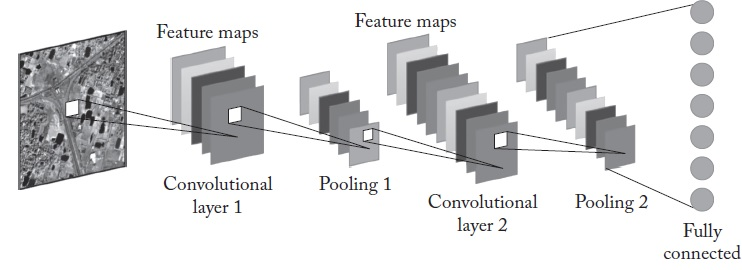 Feature maps
Feature maps
Convolutional
layer 1
Pooling 1
Convolutional
layer 2
Pooling 2
Fully
connected